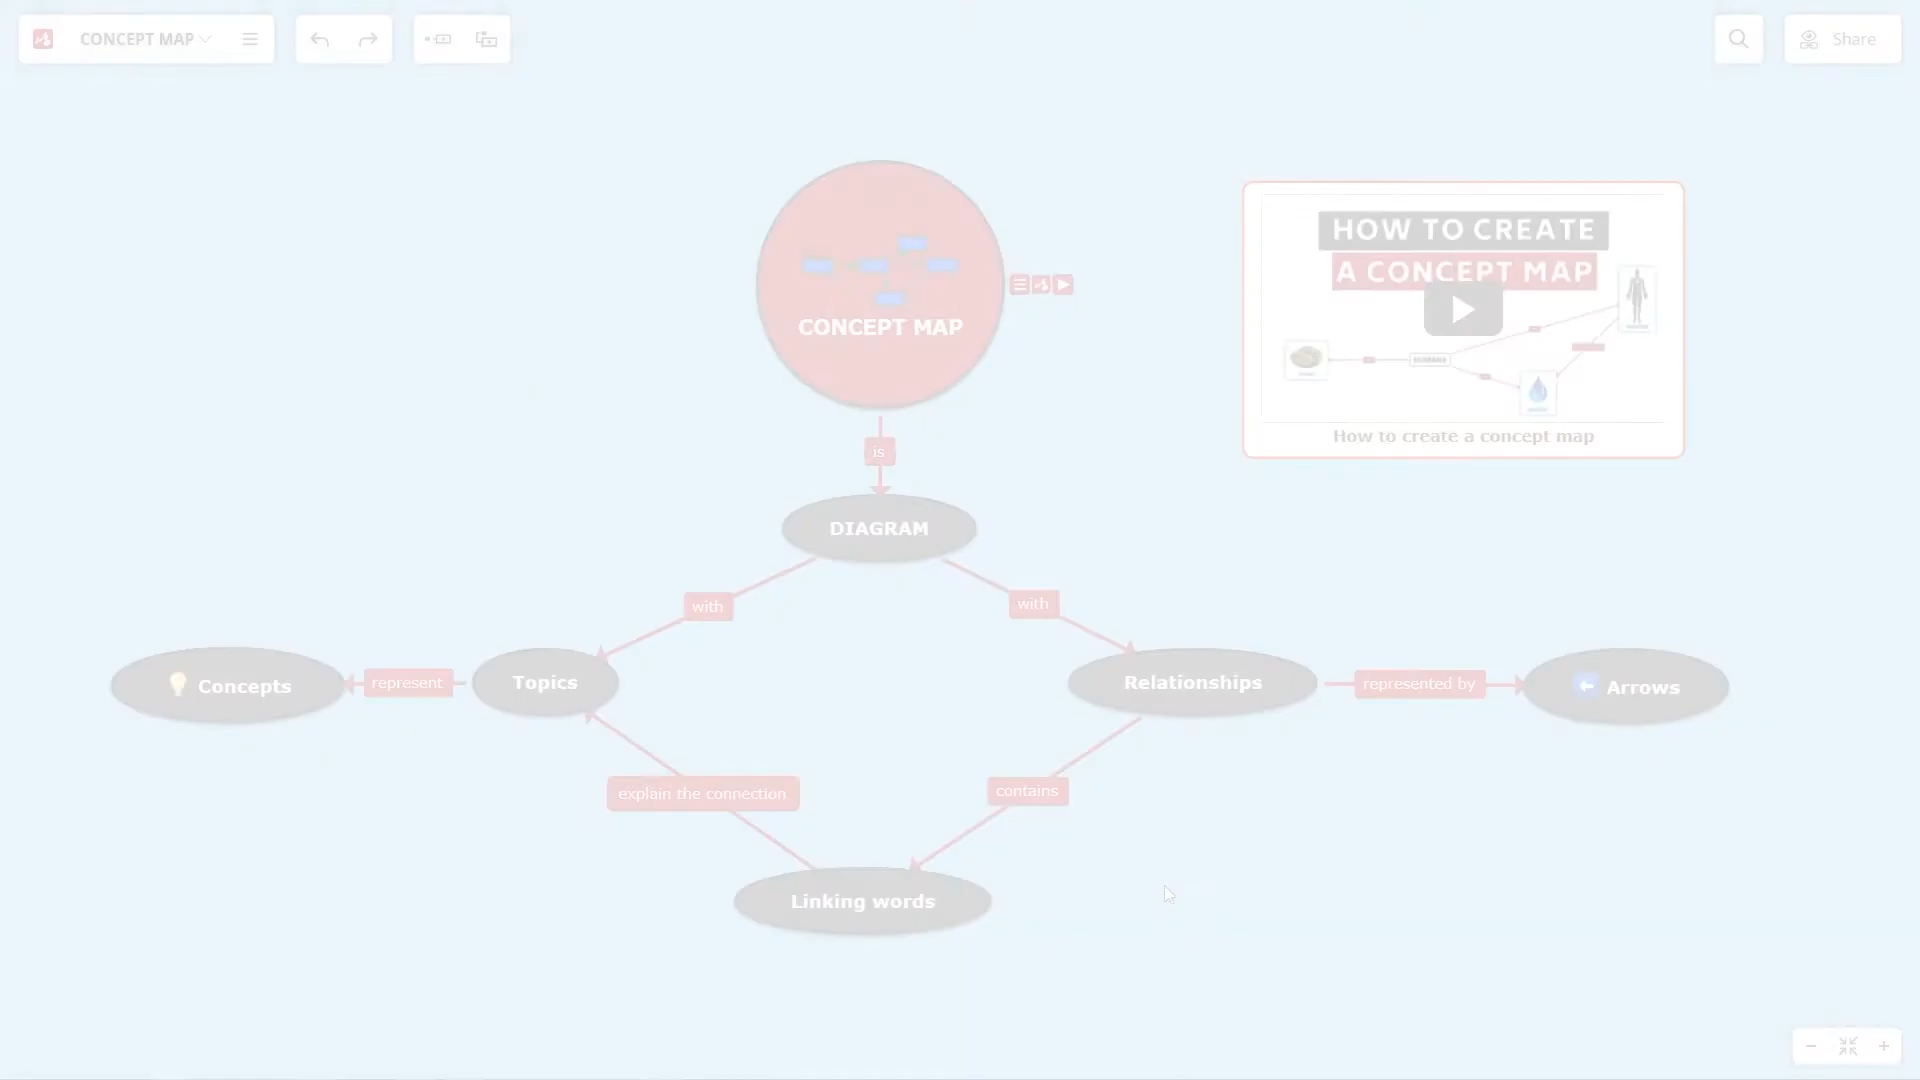 CONCEPT MAP
Share
HOW TO CREATE
A CONCEPT MAP
HUMANS
How to create a concept map
CONCEPT MAP
is
DIAGRAM
with
with
Concepts
represent
Topics
Relationships
represented by
Arrows
explain the connection
contains
Linking words